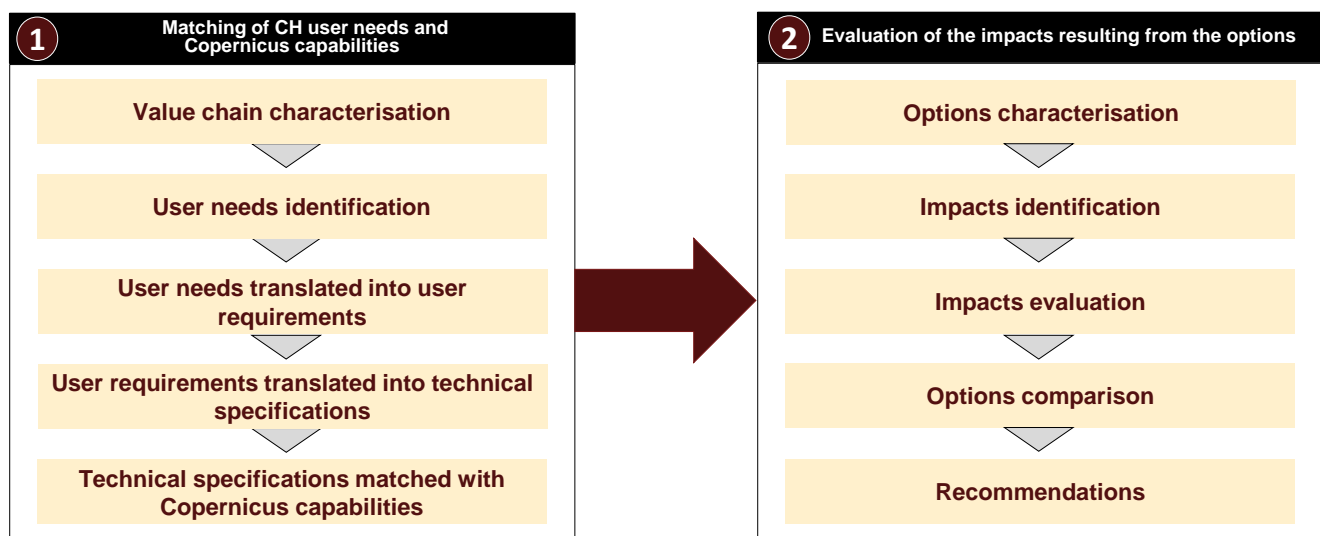 1
Matching of CH user needs and
Copernicus capabilities
Value chain characterisation
User needs identification
User needs translated into user
requirements
User requirements translated into technical
specifications
Technical specifications matched with
Copernicus capabilities
2
Evaluation of the impacts resulting from the options
Options characterisation
Impacts identification
Impacts evaluation
Options comparison
Recommendations